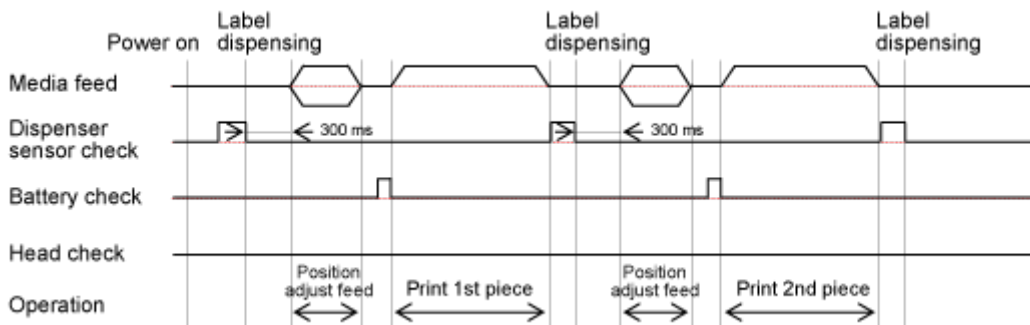 Label
dispensing
Label
dispensing
Label
dispensing
Power on
Media feed
Dispenser
sensor check
300 ms
300 ms
Battery check
Head check
Operation
Position
adjust feed
Print 1st piece
Position
adjust feed
Print 2nd piece